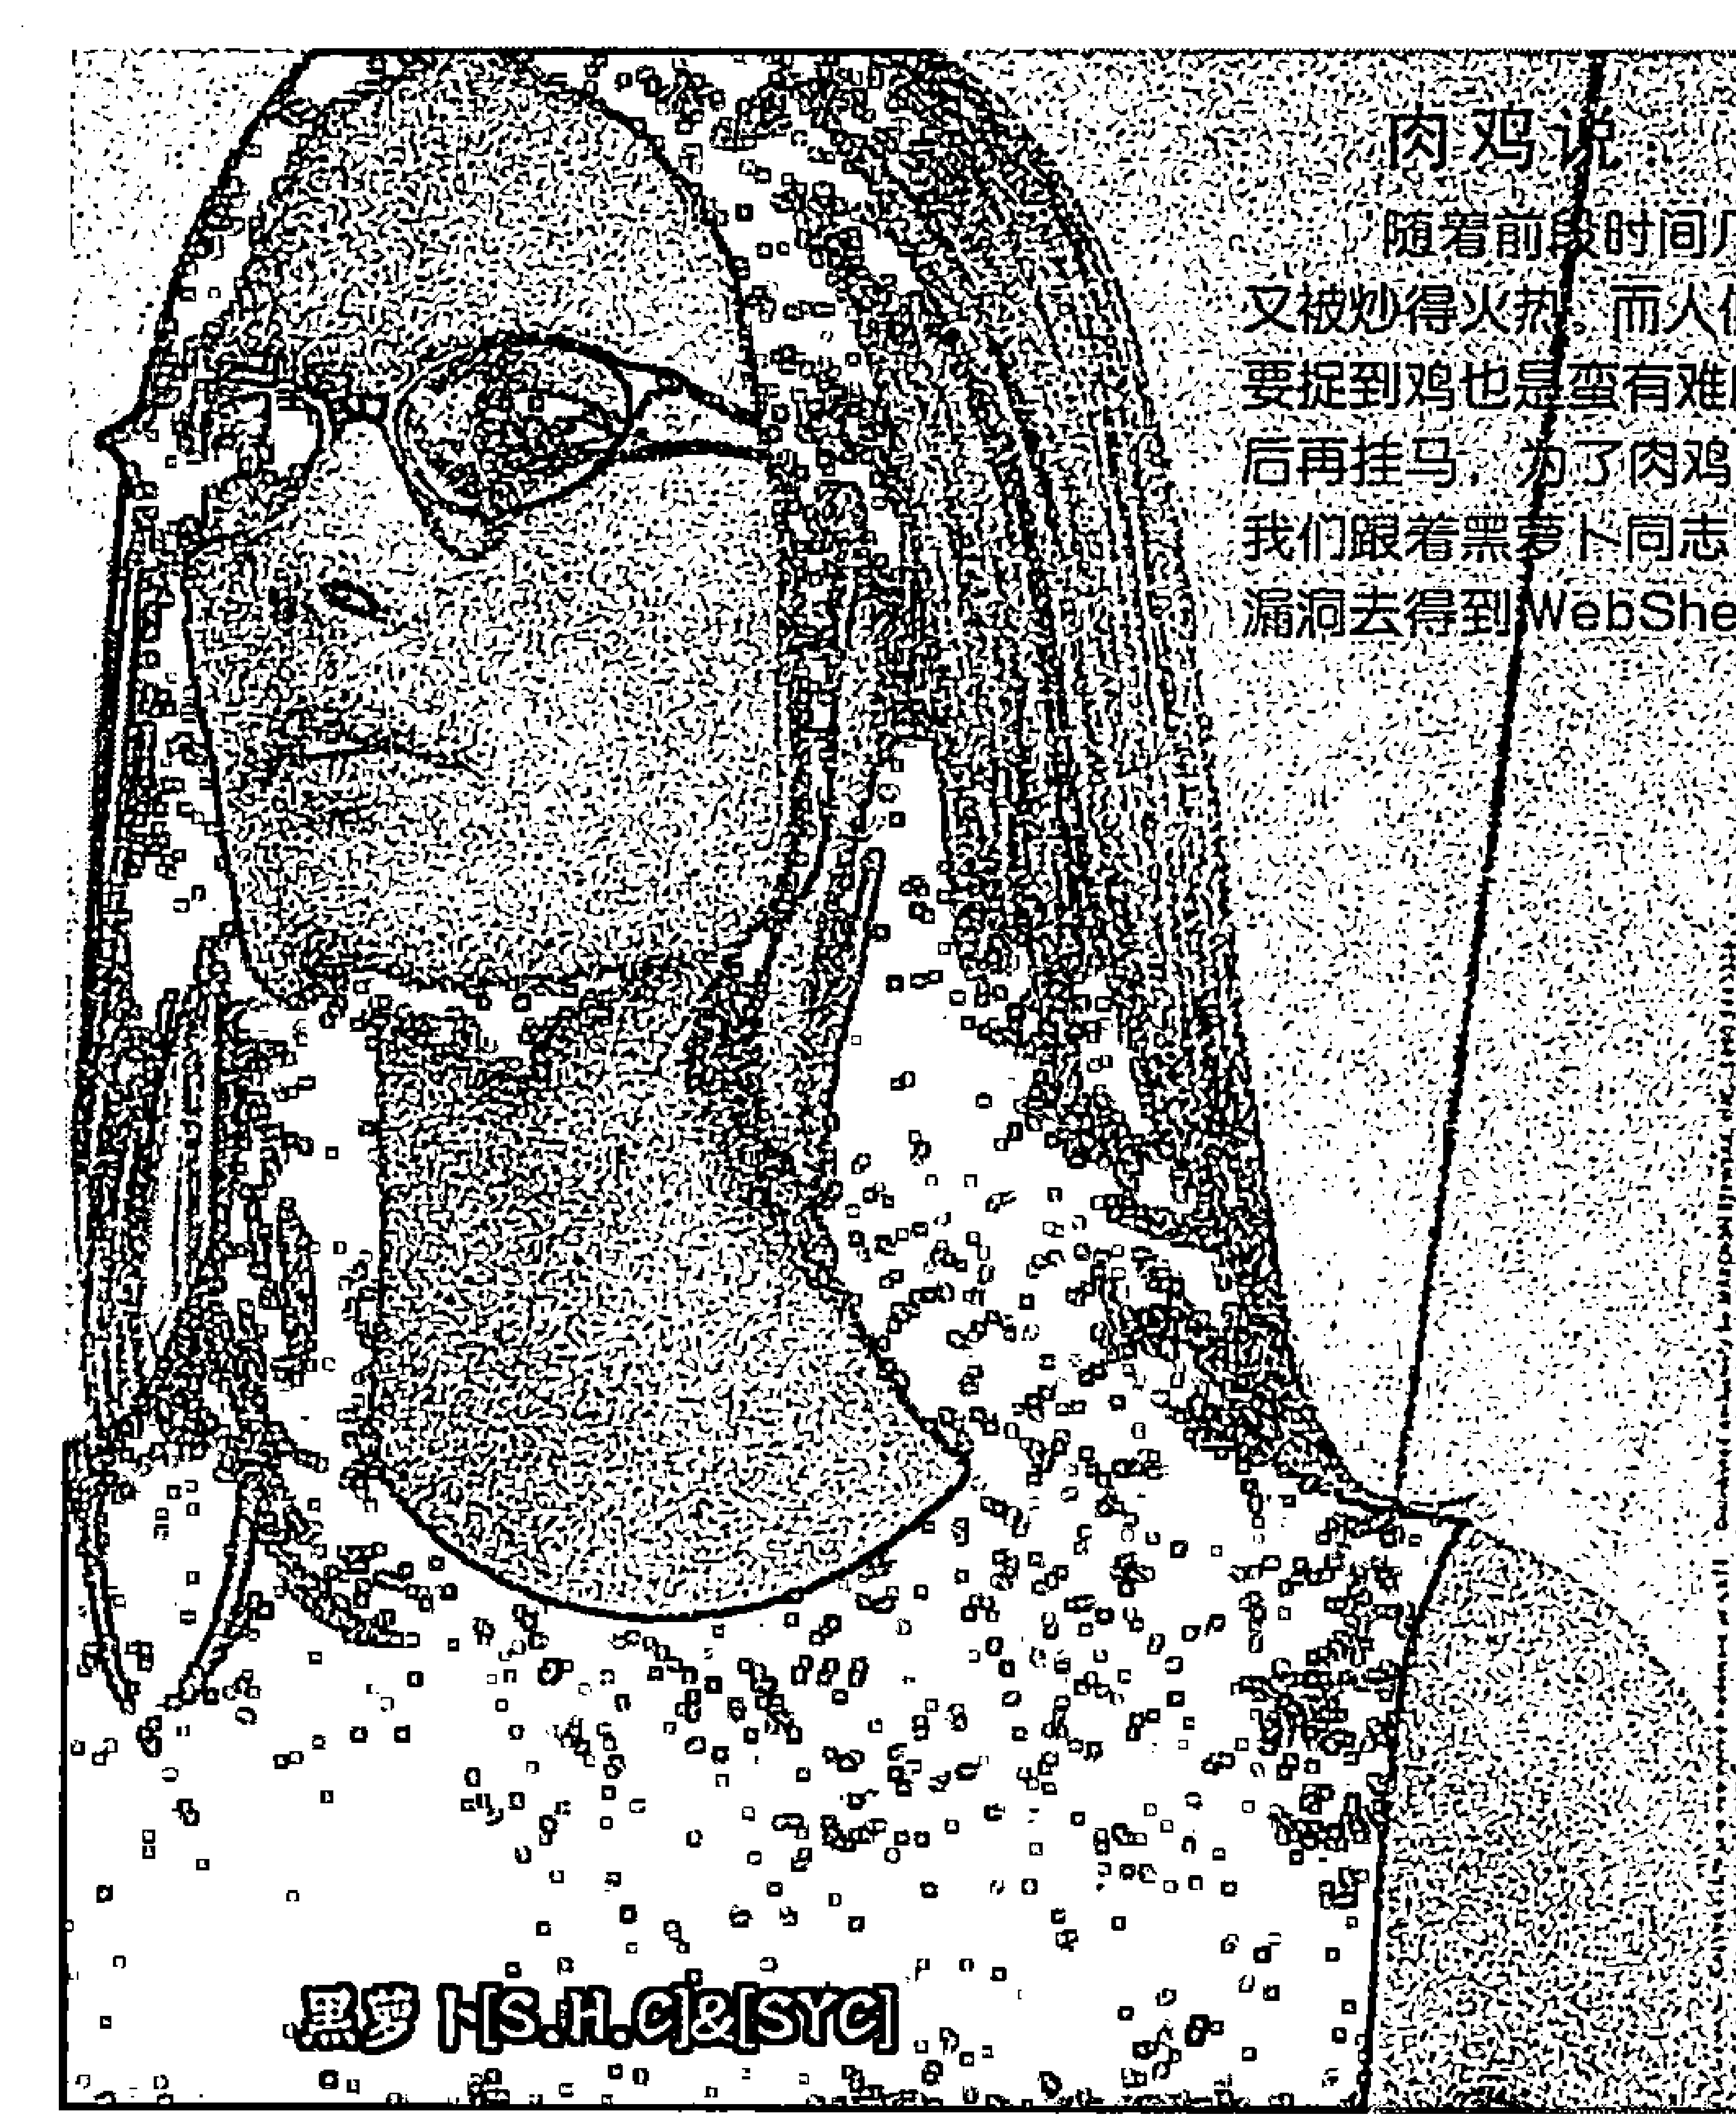 肉鸡说:
随着前段时间
又被炒得火热。而人
要捉到鸡也是蛮有难
后再挂马，为了肉鸡
我们跟着黑萝卜同志
漏洞去得到WebShe
黑萝卜[S.H.C]&[SYC]